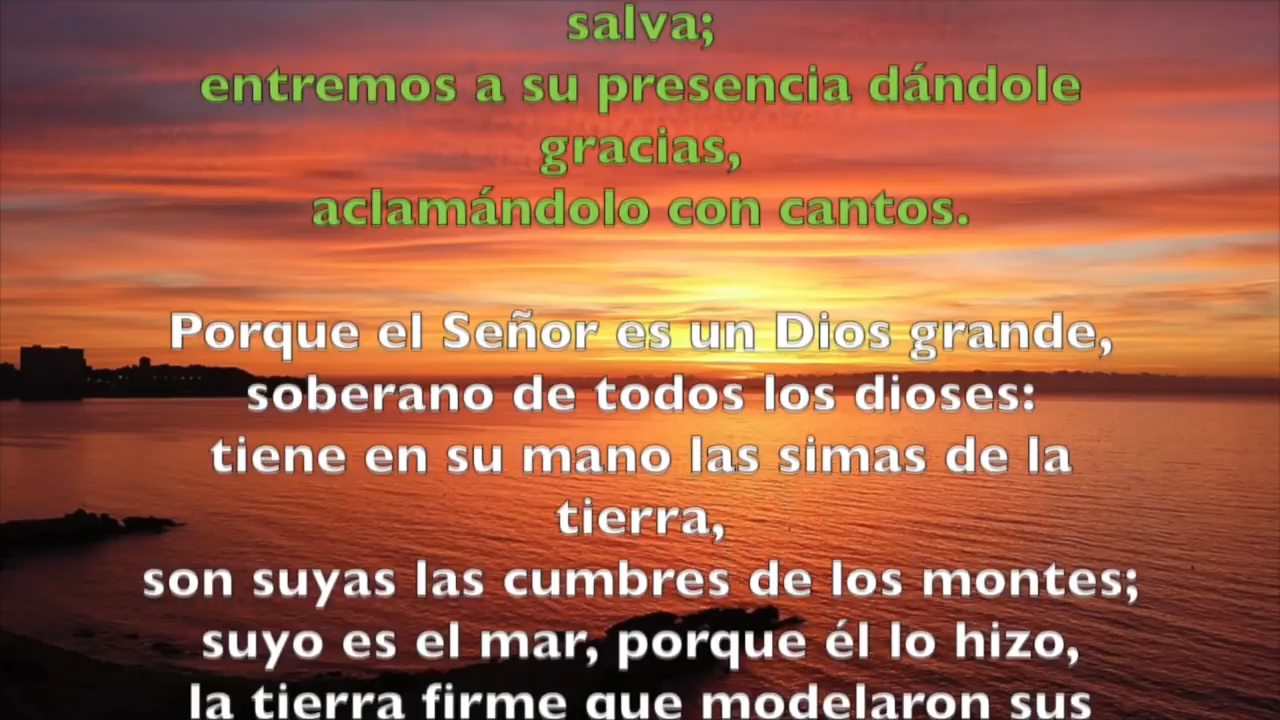 salva;
entremos a su presencia dándole
gracias,
aclamándolo con cantos.
Porque el Señor es un Dios grande,
soberano de todos los dioses:
tiene en su mano las simas de la
tierra,
son suyas las cumbres de los montes;
suyo es el mar, porque él lo hizo,
la tierra firme que modelaron sus